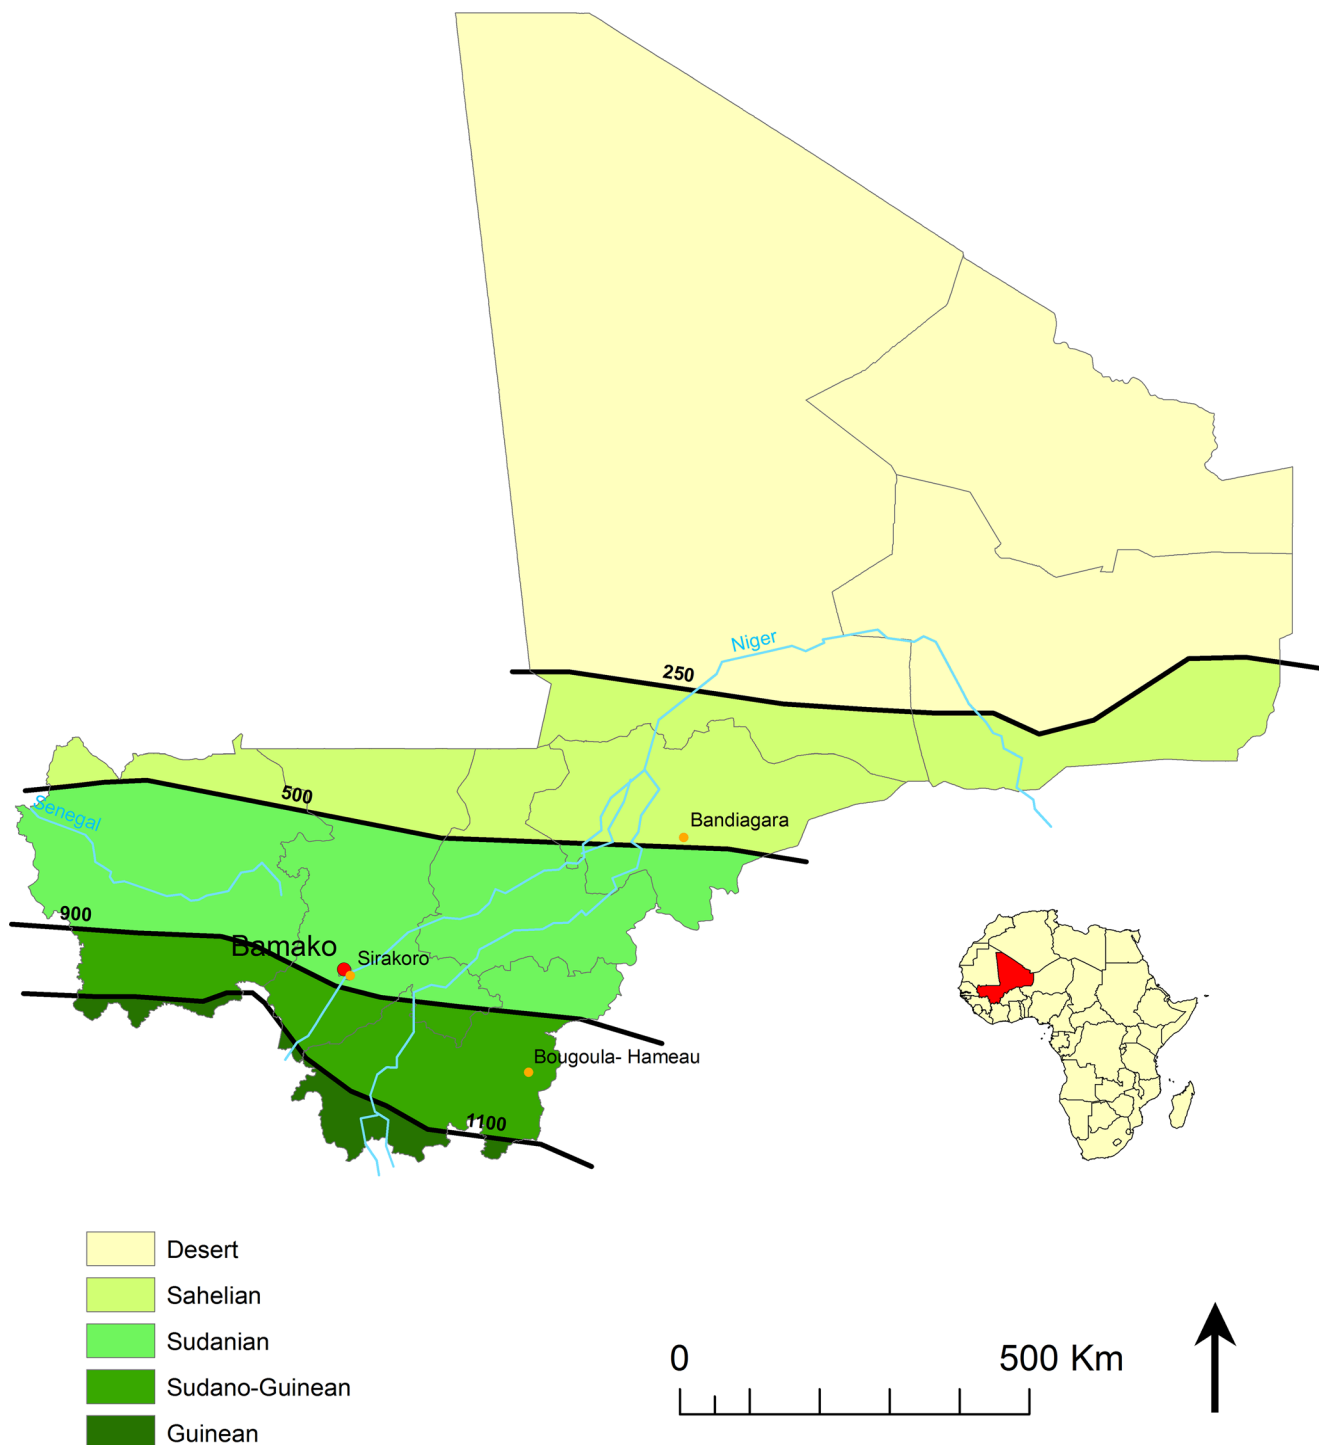 Niger
250
500
Senegal
Bandiagara
900
Bamako
Sirakoro
Bougoula- Hameau
1100
Desert
Sahelian
Sudanian
Sudano-Guinean
Guinean
0
500 Km